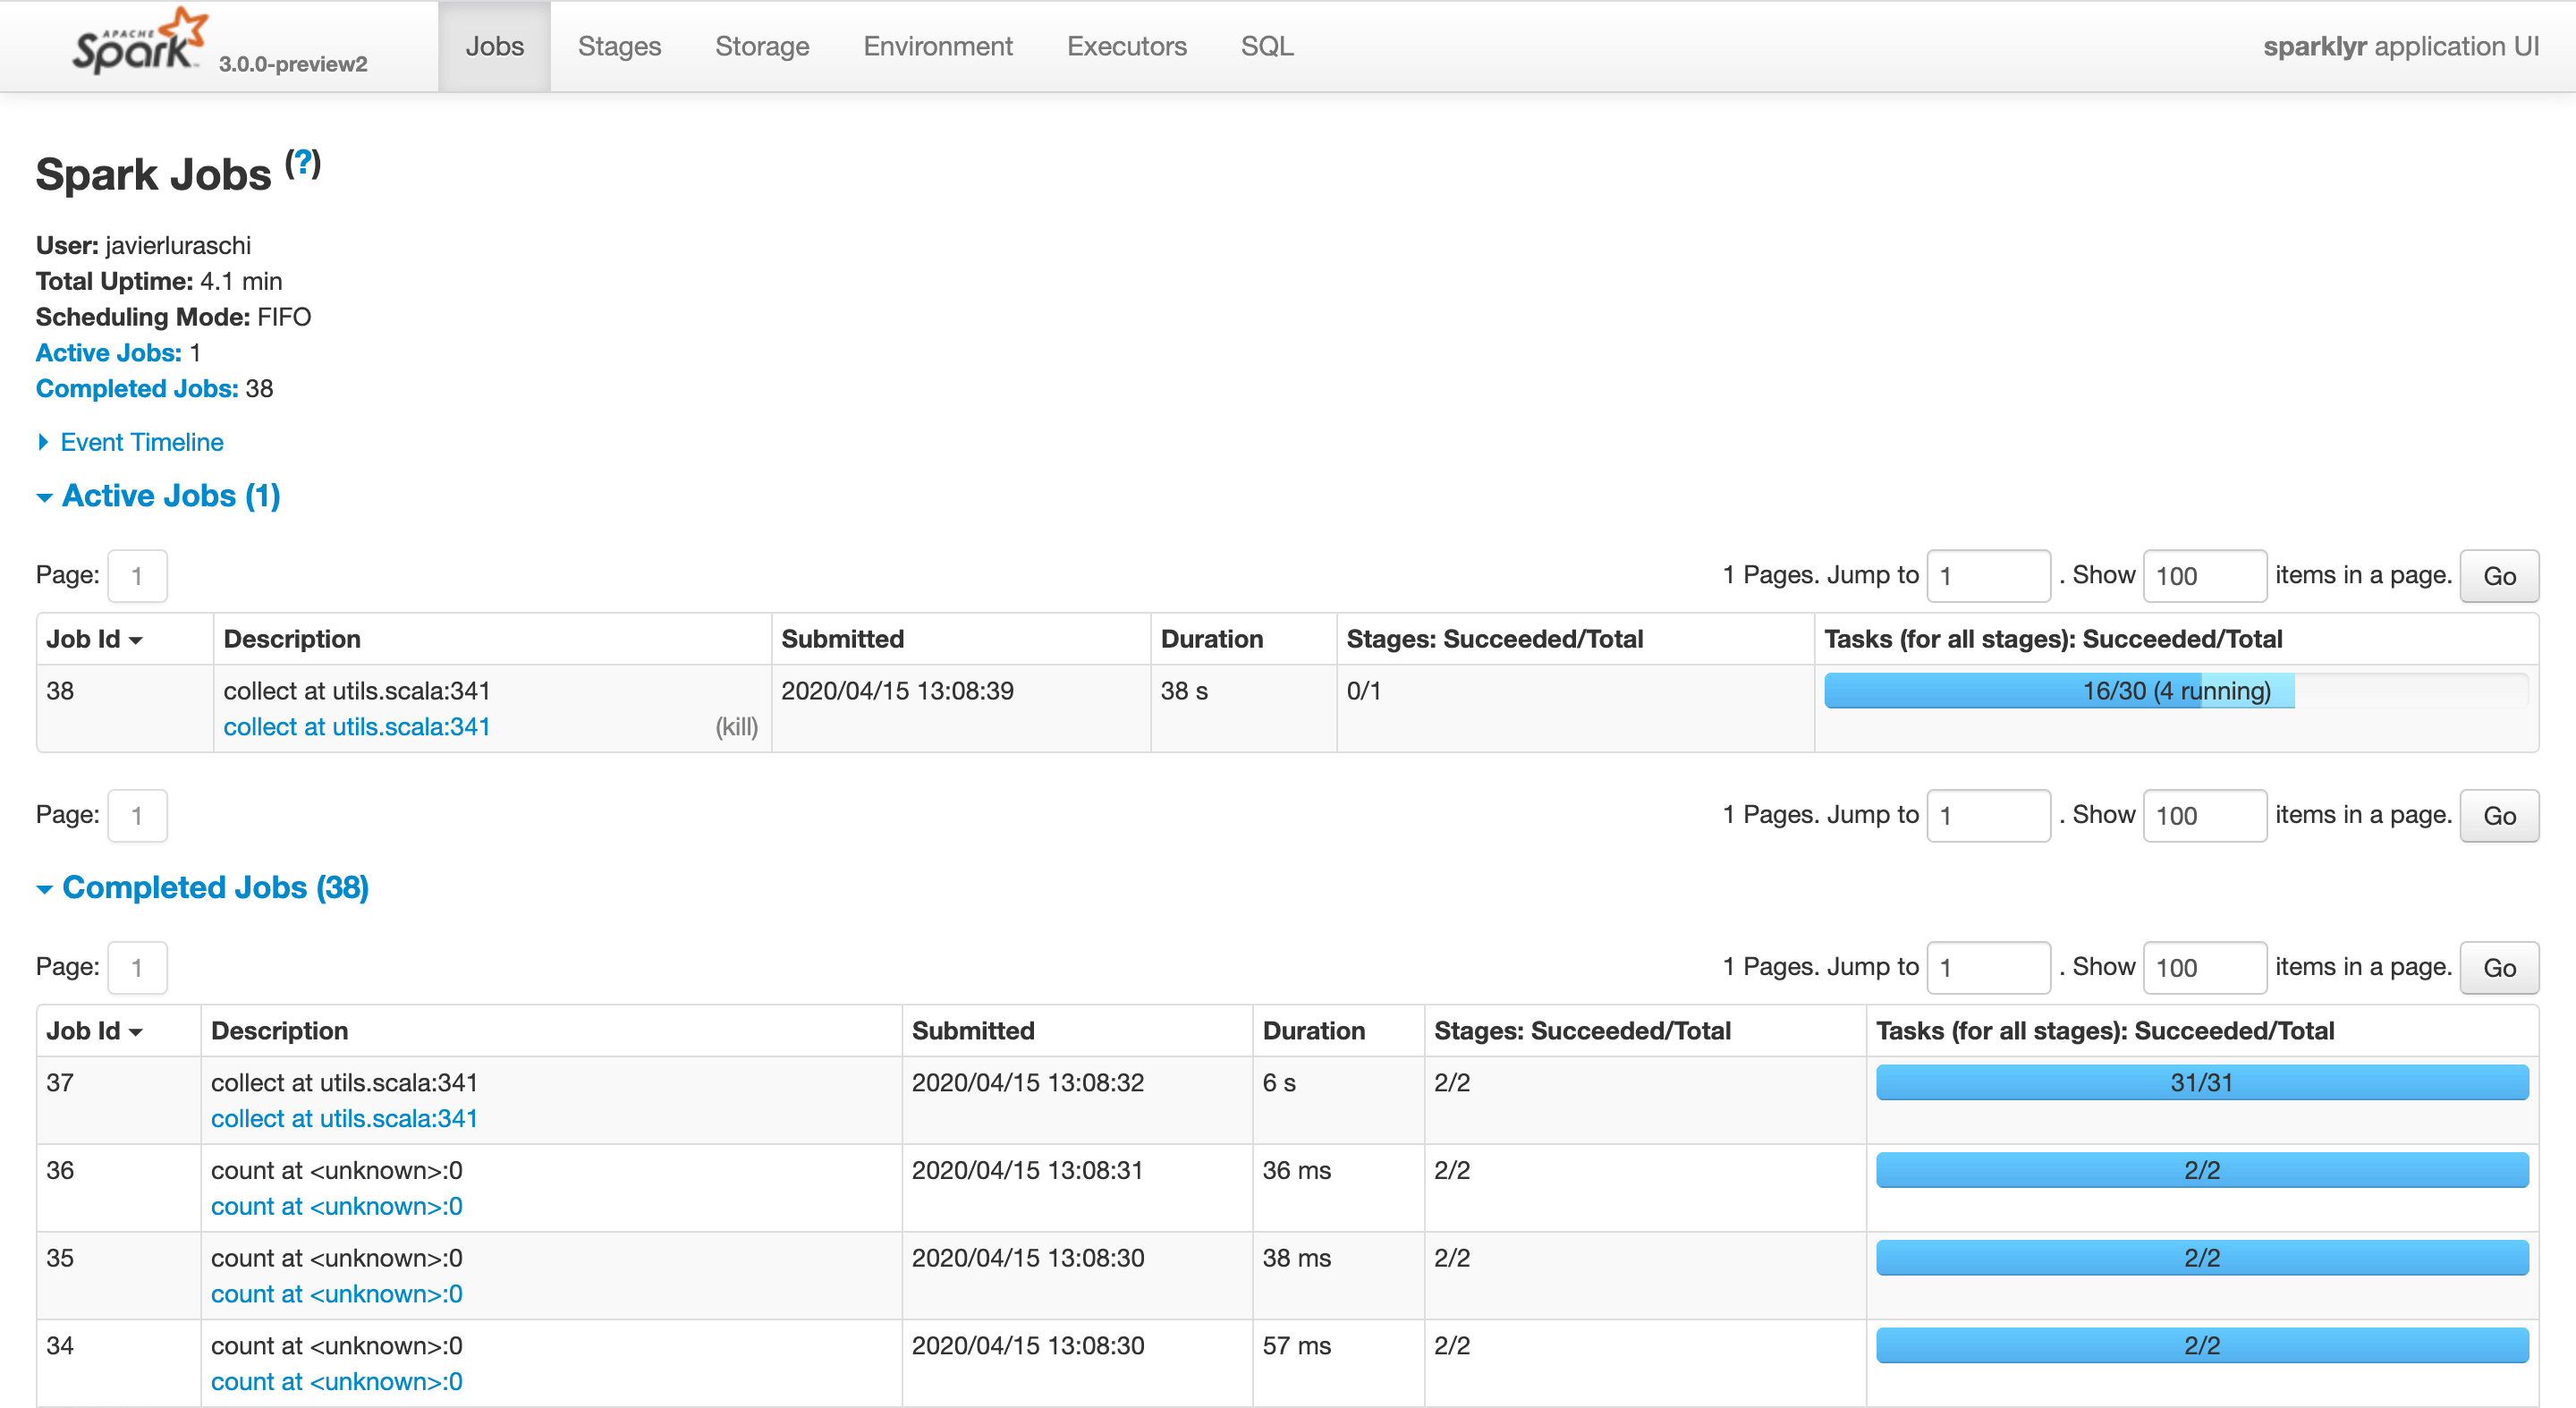 APACHE Spark™ 3.0.0-preview2 Jobs Stages Storage Environment Executors SQL sparklyr application UI
Spark Jobs (?)
User: javierluraschi
Total Uptime: 4.1 min
Scheduling Mode: FIFO
Active Jobs: 1
Completed Jobs: 38
Event Timeline
Active Jobs (1)
Page: 1 1 Pages. Jump to 1 . Show 100 items in a page. Go
Job Id Description Submitted Duration Stages: Succeeded/Total Tasks (for all stages): Succeeded/Total
38 collect at utils.scala:341 2020/04/15 13:08:39 38 s 0/1 16/30 (4 running)
collect at utils.scala:341 (kill)
Page: 1 1 Pages. Jump to 1 . Show 100 items in a page. Go
Completed Jobs (38)
Page: 1 1 Pages. Jump to 1 . Show 100 items in a page. Go
Job Id Description Submitted Duration Stages: Succeeded/Total Tasks (for all stages): Succeeded/Total
37 collect at utils.scala:341 2020/04/15 13:08:32 6 s 2/2 31/31
collect at utils.scala:341
36 count at <unknown>:0 2020/04/15 13:08:31 36 ms 2/2 2/2
count at <unknown>:0
35 count at <unknown>:0 2020/04/15 13:08:30 38 ms 2/2 2/2
count at <unknown>:0
34 count at <unknown>:0 2020/04/15 13:08:30 57 ms 2/2 2/2
count at <unknown>:0